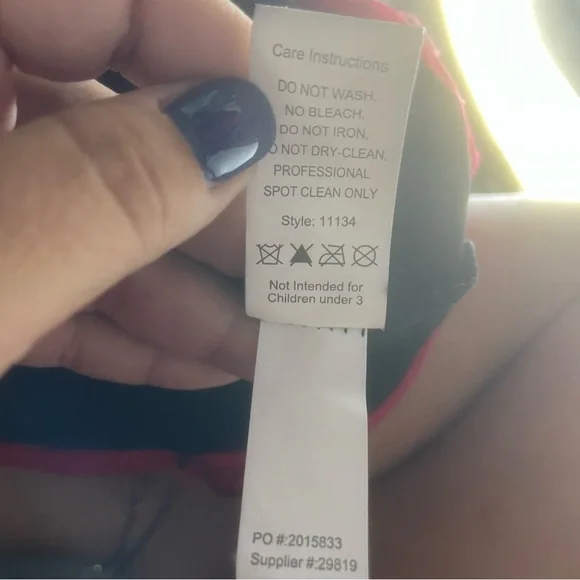 Care Instructions
DO NOT WASH.
NO BLEACH,
DO NOT IRON,
O NOT DRY-CLEAN.
PROFESSIONAL
SPOT CLEAN ONLY
Style: 11134
Not Intended for
Children under 3
PO #:2015833
Supplier #:29819